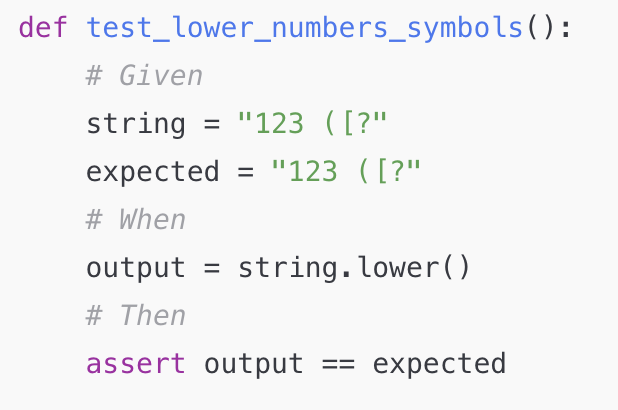 def test_lower_numbers_symbols():
    # Given
    string = "123 ([?"
    expected = "123 ([?"
    # When
    output = string.lower()
    # Then
    assert output == expected